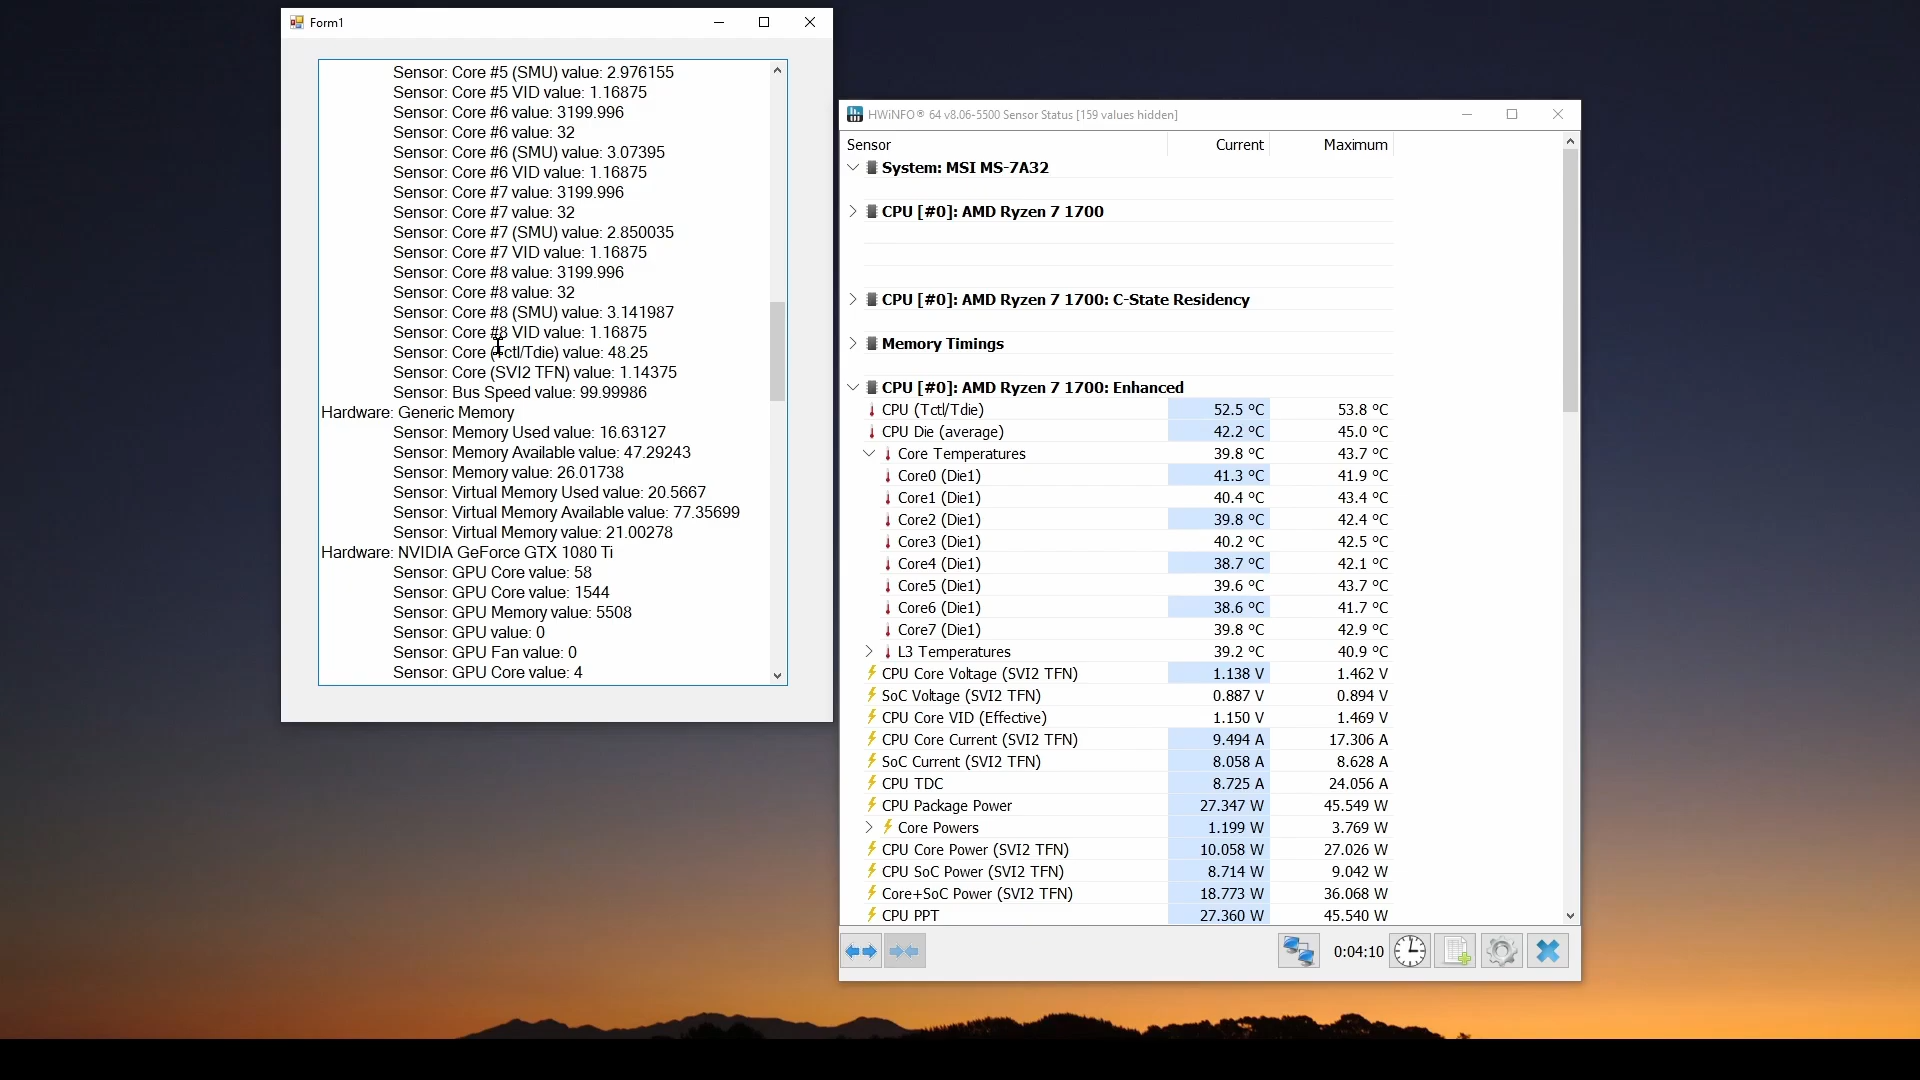 Form1
Sensor: Core #5 (SMU) value: 2.976155
Sensor: Core #5 VID value: 1.16875
Sensor: Core #6 value: 3199.996
Sensor: Core #6 value: 32
Sensor: Core #6 (SMU) value: 3.07395
Sensor: Core #6 VID value: 1.16875
Sensor: Core #7 value: 3199.996
Sensor: Core #7 value: 32
Sensor: Core #7 (SMU) value: 2.850035
Sensor: Core #7 VID value: 1.16875
Sensor: Core #8 value: 3199.996
Sensor: Core #8 value: 32
Sensor: Core #8 (SMU) value: 3.141987
Sensor: Core #8 VID value: 1.16875
Sensor: Core (Tctl/Tdie) value: 48.25
Sensor: Core (SVI2 TFN) value: 1.14375
Sensor: Bus Speed value: 99.99986
Hardware: Generic Memory
Sensor: Memory Used value: 16.63127
Sensor: Memory Available value: 47.29243
Sensor: Memory value: 26.01738
Sensor: Virtual Memory Used value: 20.5667
Sensor: Virtual Memory Available value: 77.35699
Sensor: Virtual Memory value: 21.00278
Hardware: NVIDIA GeForce GTX 1080 Ti
Sensor: GPU Core value: 58
Sensor: GPU Core value: 1544
Sensor: GPU Memory value: 5508
Sensor: GPU value: 0
Sensor: GPU Fan value: 0
Sensor: GPU Core value: 4
HWiNFO® 64 v8.06-5500 Sensor Status [159 values hidden]
Sensor Current Maximum
System: MSI MS-7A32
CPU [#0]: AMD Ryzen 7 1700
CPU [#0]: AMD Ryzen 7 1700: C-State Residency
Memory Timings
CPU [#0]: AMD Ryzen 7 1700: Enhanced
CPU (Tctl/Tdie) 52.5 °C 53.8 °C
CPU Die (average) 42.2 °C 45.0 °C
Core Temperatures 39.8 °C 43.7 °C
Core0 (Die1) 41.3 °C 41.9 °C
Core1 (Die1) 40.4 °C 43.4 °C
Core2 (Die1) 39.8 °C 42.4 °C
Core3 (Die1) 40.2 °C 42.5 °C
Core4 (Die1) 38.7 °C 42.1 °C
Core5 (Die1) 39.6 °C 43.7 °C
Core6 (Die1) 38.6 °C 41.7 °C
Core7 (Die1) 39.8 °C 42.9 °C
L3 Temperatures 39.2 °C 40.9 °C
CPU Core Voltage (SVI2 TFN) 1.138 V 1.462 V
SoC Voltage (SVI2 TFN) 0.887 V 0.894 V
CPU Core VID (Effective) 1.150 V 1.469 V
CPU Core Current (SVI2 TFN) 9.494 A 17.306 A
SoC Current (SVI2 TFN) 8.058 A 8.628 A
CPU TDC 8.725 A 24.056 A
CPU Package Power 27.347 W 45.549 W
Core Powers 1.199 W 3.769 W
CPU Core Power (SVI2 TFN) 10.058 W 27.026 W
CPU SoC Power (SVI2 TFN) 8.714 W 9.042 W
Core+SoC Power (SVI2 TFN) 18.773 W 36.068 W
CPU PPT 27.360 W 45.540 W
0:04:10